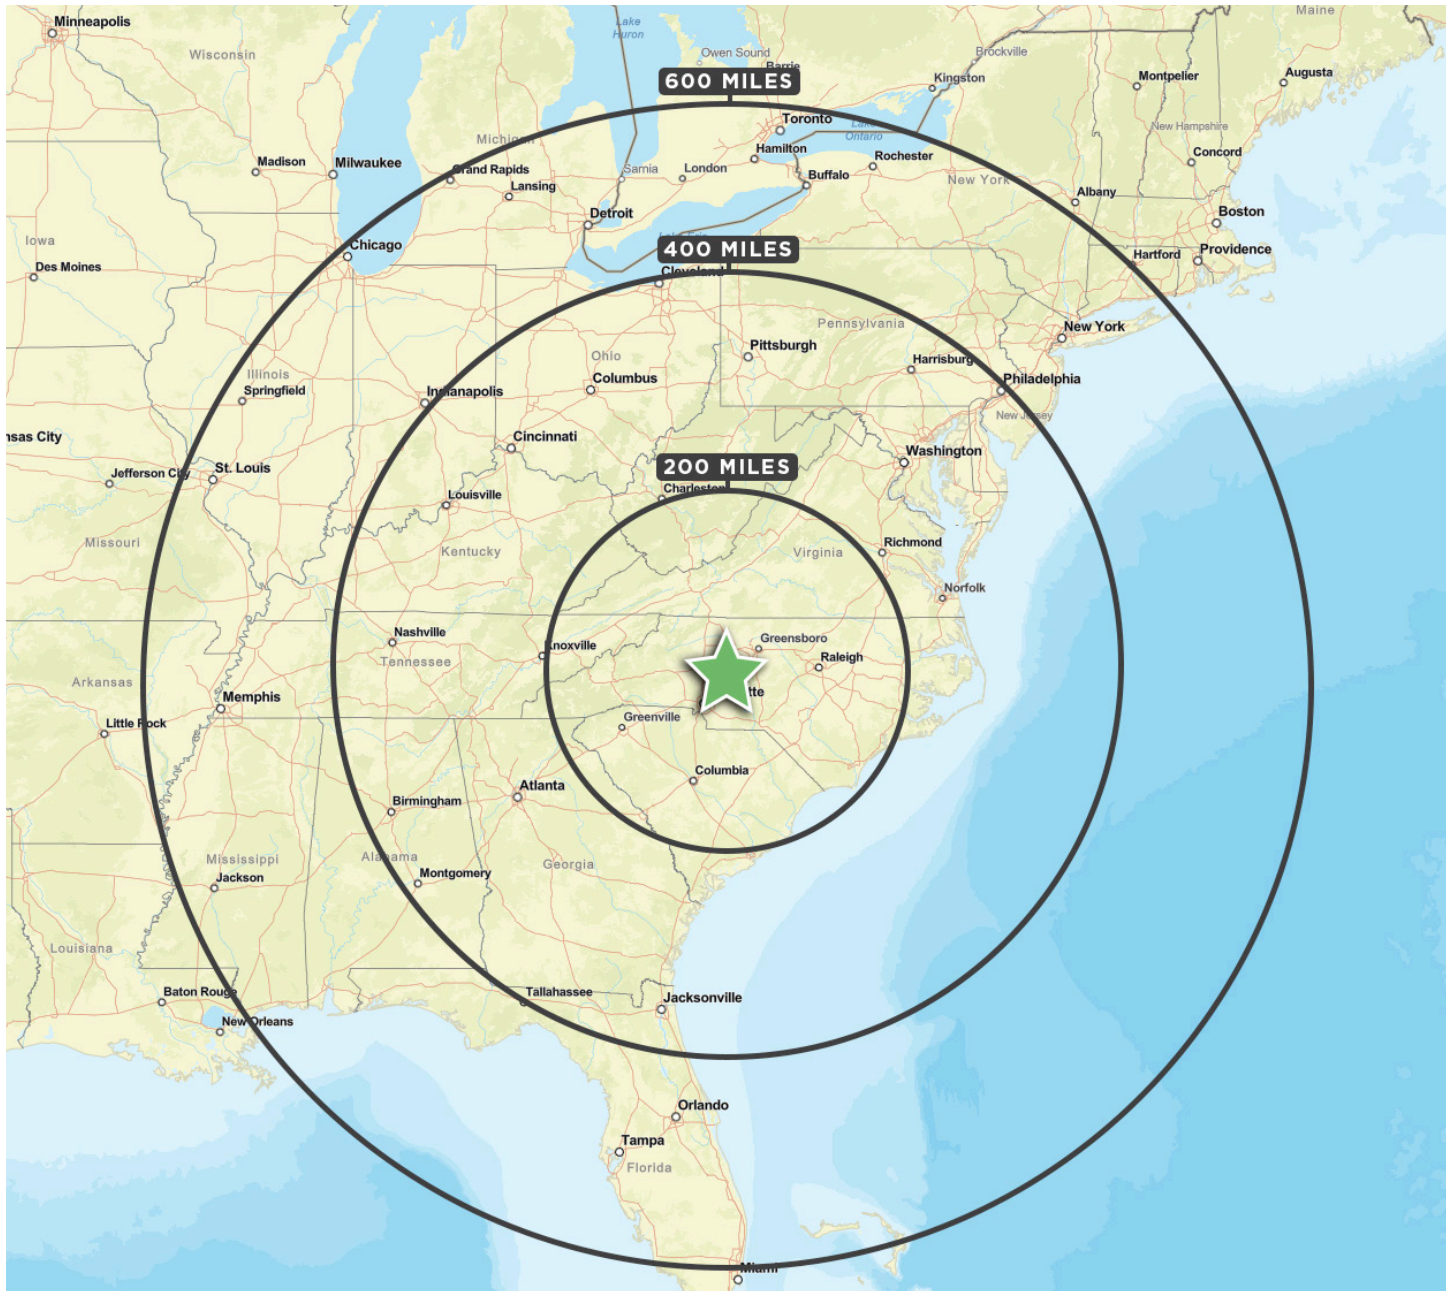 Maine
Minneapolis
Lake
Huron
Wisconsin
Owen Sound
Brockville
Barrie
600 MILES
Kingston
Montpelier
Augusta
Toronto
Lake
Ontario
New Hampshire
Michigan
Hamilton
Concord
Rochester
Madison
Milwaukee
Grand Rapids
Sarnia
London
Buffalo
New York
Lansing
Albany
Detroit
Boston
Lake Erie
Iowa
Chicago
400 MILES
Hartford
Providence
Des Moines
Cleveland
Pennsylvania
New York
Pittsburgh
Ohio
Harrisburg
Illinois
Columbus
Philadelphia
Springfield
Indianapolis
New Jersey
nsas City
Cincinnati
Washington
200 MILES
Jefferson City
St. Louis
Charleston
Louisville
Missouri
Kentucky
Virginia
Richmond
Norfolk
Nashville
Knoxville
Greensboro
Tennessee
Raleigh
Arkansas
Memphis
tte
Little Rock
Greenville
Columbia
Atlanta
Birmingham
Mississippi
Alabama
Georgia
Jackson
Montgomery
Louisiana
Baton Rouge
Tallahassee
Jacksonville
New Orleans
Orlando
Tampa
Florida
Miami